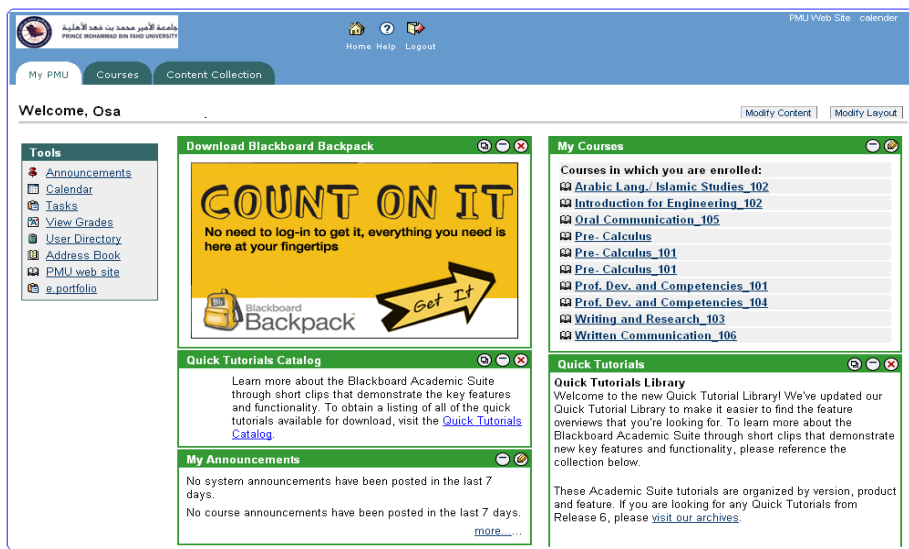 جامعة الأمير محمد بن فهد الأهلية
PRINCE MOHAMMAD BIN FAHD UNIVERSITY
Home Help Logout
PMU Web Site calender
My PMU Courses Content Collection
Welcome, Osa
Modify Content Modify Layout
Tools
Announcements
Calendar
Tasks
View Grades
User Directory
Address Book
PMU web site
e.portfolio
Download Blackboard Backpack
COUNT ON IT
No need to log-in to get it, everything you need is
here at your fingertips
Get It
Bb
Blackboard
Backpack
Quick Tutorials Catalog
Learn more about the Blackboard Academic Suite
through short clips that demonstrate the key features
and functionality. To obtain a listing of all of the quick
tutorials available for download, visit the Quick Tutorials
Catalog.
My Announcements
No system announcements have been posted in the last 7
days.
No course announcements have been posted in the last 7 days.
more......
My Courses
Courses in which you are enrolled:
Arabic Lang./ Islamic Studies_102
Introduction for Engineering_102
Oral Communication_105
Pre- Calculus
Pre- Calculus_101
Pre- Calculus_101
Prof. Dev. and Competencies_101
Prof. Dev. and Competencies_104
Writing and Research_103
Written Communication_106
Quick Tutorials
Quick Tutorials Library
Welcome to the new Quick Tutorial Library! We've updated our
Quick Tutorial Library to make it easier to find the feature
overviews that you're looking for. To learn more about the
Blackboard Academic Suite through short clips that demonstrate
new key features and functionality, please reference the
collection below.
These Academic Suite tutorials are organized by version, product
and feature. If you are looking for any Quick Tutorials from
Release 6, please visit our archives.